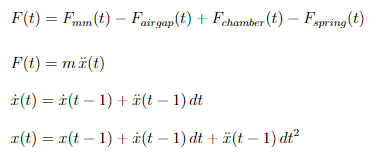 F(t) = F_{mm}(t) − F_{airgap}(t) + F_{chamber}(t) − F_{spring}(t)
F(t) = m ẍ(t)
ẋ(t) = ẋ(t − 1) + ẍ(t − 1) dt
x(t) = x(t − 1) + ẋ(t − 1) dt + ẍ(t − 1) dt²